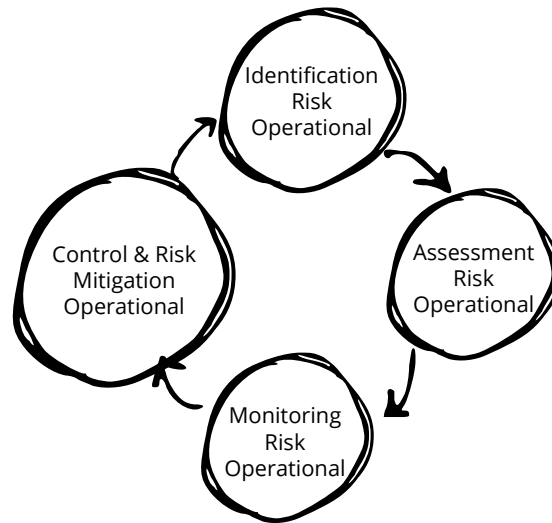 Identification
Risk
Operational
Assessment
Risk
Operational
Monitoring
Risk
Operational
Control & Risk
Mitigation
Operational